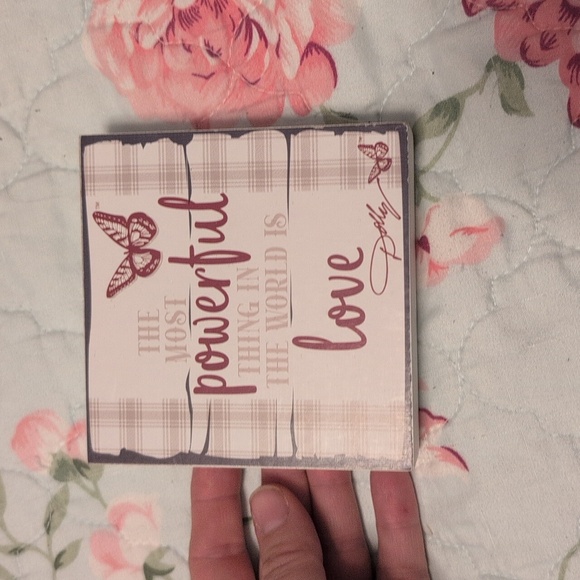 THE
MOST
powerful
THING IN
THE WORLD IS
love
Dolly